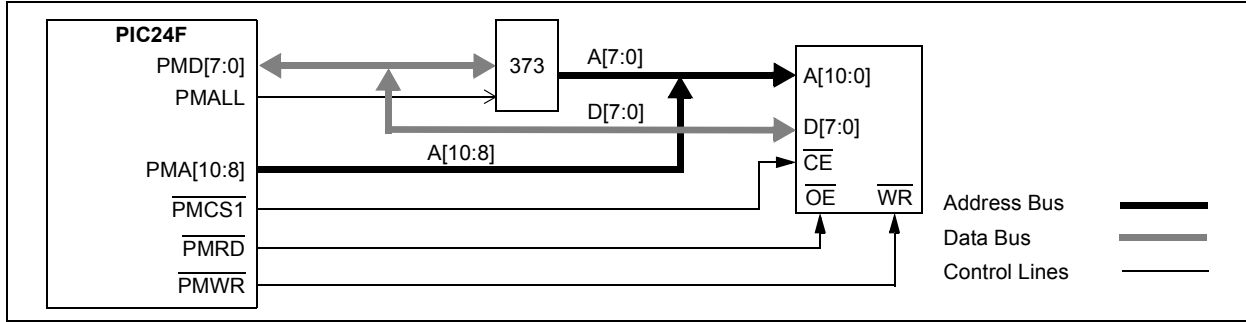 PIC24F
PMD[7:0]
373
A[7:0]
A[10:0]
PMALL
D[7:0]
D[7:0]
A[10:8]
PMA[10:8]
CE
PMCS1
OE WR
PMRD
PMWR
Address Bus
Data Bus
Control Lines